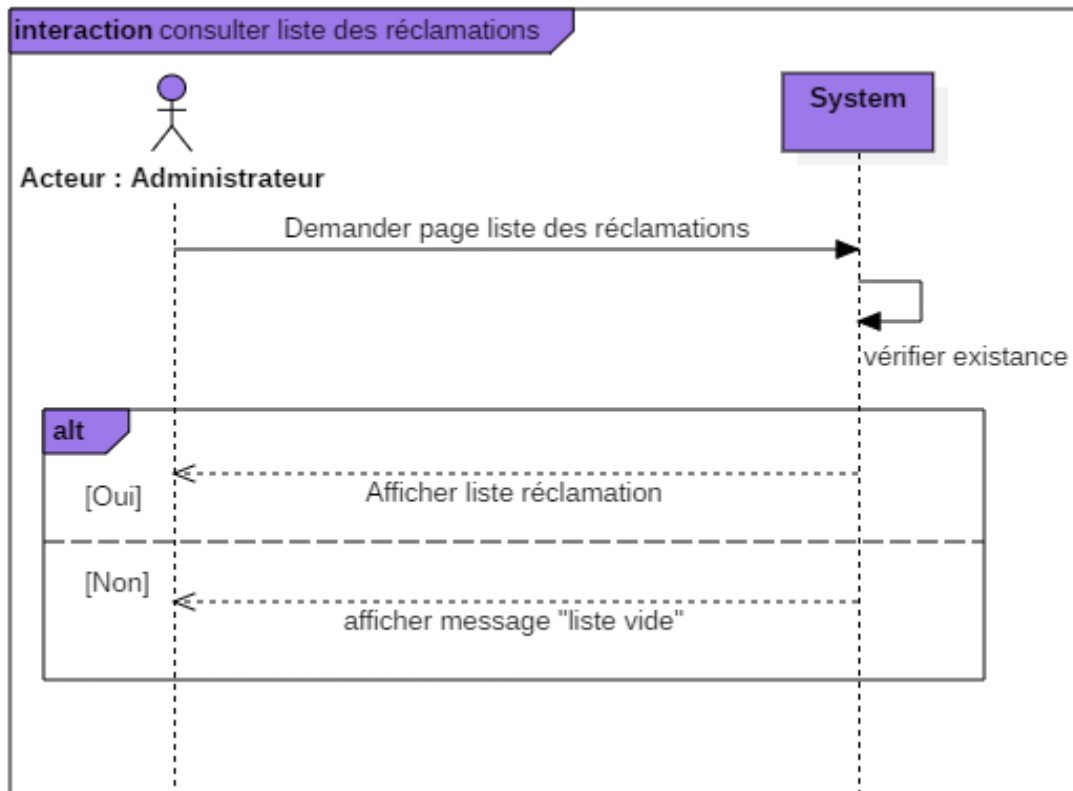 interaction consulter liste des réclamations
System
Acteur : Administrateur
Demander page liste des réclamations
vérifier existance
alt
[Oui]
Afficher liste réclamation
[Non]
afficher message "liste vide"